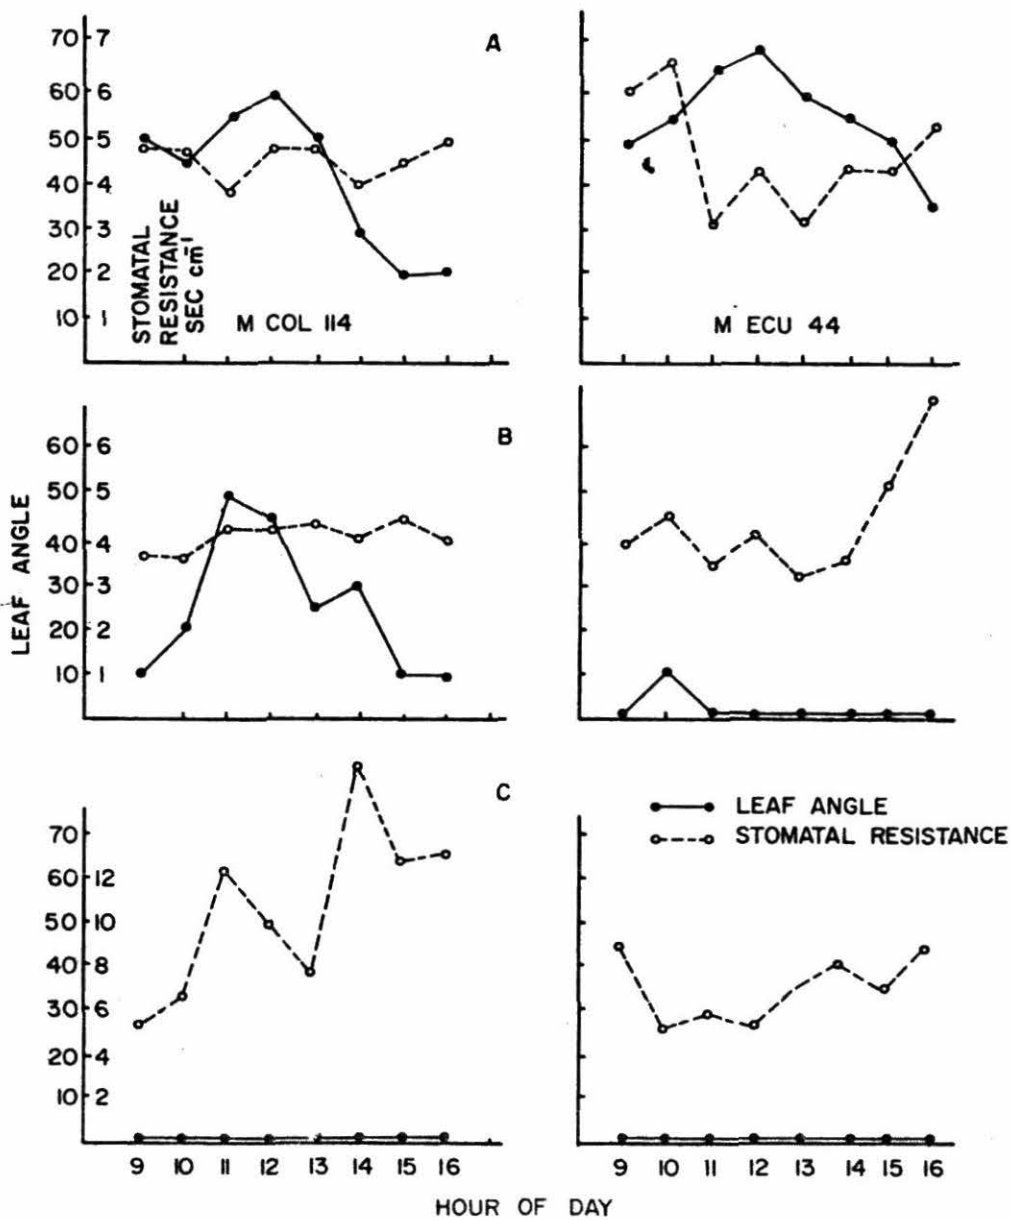 A
70 7
60 6
50 5
40 4
30 3
20 2
10 1
STOMATAL
RESISTANCE
SEC cm⁻¹
M COL 114
M ECU 44
B
60 6
50 5
40 4
30 3
20 2
10 1
LEAF ANGLE
C
70
60 12
50 10
40 8
30 6
20 4
10 2
LEAF ANGLE
STOMATAL RESISTANCE
9 10 11 12 13 14 15 16
9 10 11 12 13 14 15 16
HOUR OF DAY